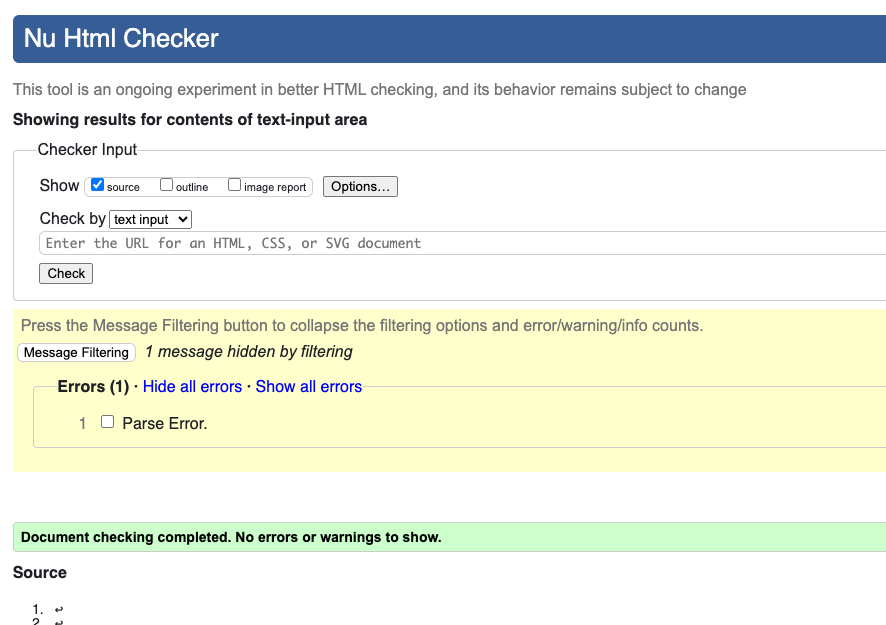 Nu Html Checker
This tool is an ongoing experiment in better HTML checking, and its behavior remains subject to change
Showing results for contents of text-input area
Checker Input
Show source outline image report Options...
Check by text input
Enter the URL for an HTML, CSS, or SVG document
Check
Press the Message Filtering button to collapse the filtering options and error/warning/info counts.
Message Filtering 1 message hidden by filtering
Errors (1) · Hide all errors · Show all errors
1 Parse Error.
Document checking completed. No errors or warnings to show.
Source
1. ↩
2. ↩